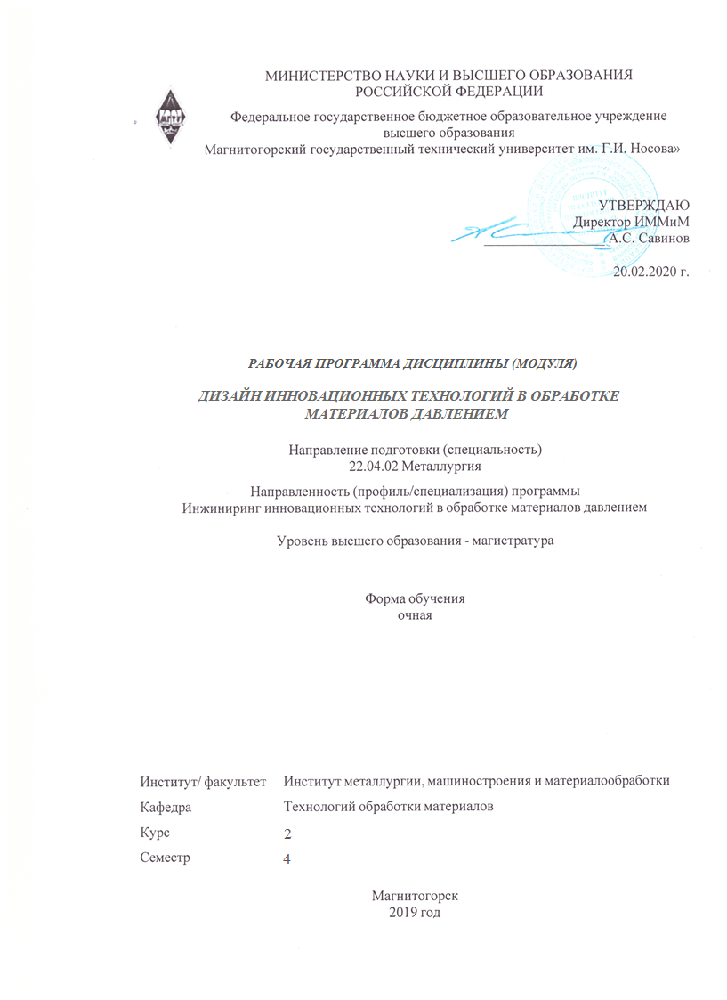 МИНИСТЕРСТВО НАУКИ И ВЫСШЕГО ОБРАЗОВАНИЯ
РОССИЙСКОЙ ФЕДЕРАЦИИ
Федеральное государственное бюджетное образовательное учреждение
высшего образования
Магнитогорский государственный технический университет им. Г.И. Носова»
УТВЕРЖДАЮ
Директор ИММиМ
А.С. Савинов
20.02.2020 г.
РАБОЧАЯ ПРОГРАММА ДИСЦИПЛИНЫ (МОДУЛЯ)
ДИЗАЙН ИННОВАЦИОННЫХ ТЕХНОЛОГИЙ В ОБРАБОТКЕ
МАТЕРИАЛОВ ДАВЛЕНИЕМ
Направление подготовки (специальность)
22.04.02 Металлургия
Направленность (профиль/специализация) программы
Инжиниринг инновационных технологий в обработке материалов давлением
Уровень высшего образования - магистратура
Форма обучения
очная
Институт/ факультет Институт металлургии, машиностроения и материалообработки
Кафедра Технологий обработки материалов
Курс 2
Семестр 4
Магнитогорск
2019 год